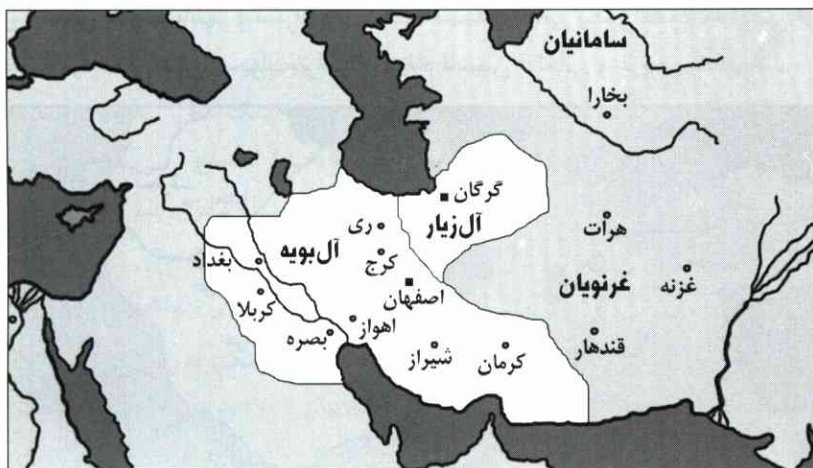 سامانیان
بخارا
گرگان
آل‌زیار
ری
آل‌بویه
کرج
بغداد
اصفهان
کربلا
اهواز
بصره
شیراز
کرمان
هرات
غزنه
غرنویان
قندهار